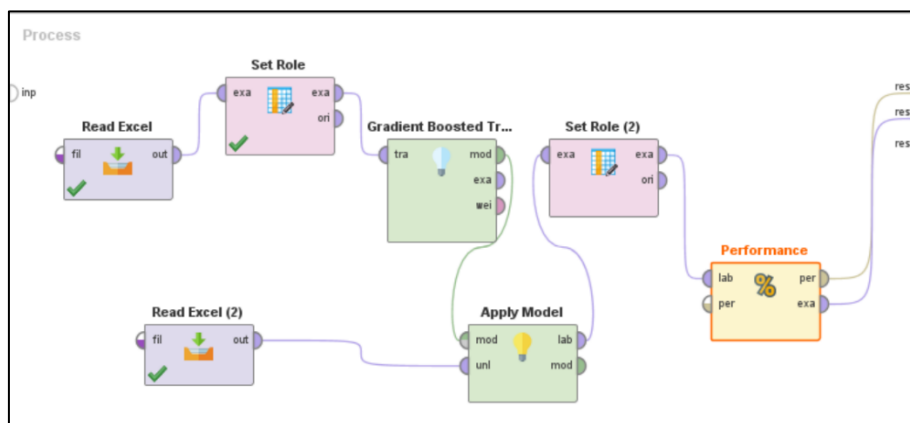 Process
inp
Read Excel
fil
out
Set Role
exa
exa
ori
Gradient Boosted Tr...
tra
mod
exa
wei
Set Role (2)
exa
exa
ori
Performance
%
lab
per
per
exa
res
res
res
Read Excel (2)
fil
out
Apply Model
mod
lab
unl
mod